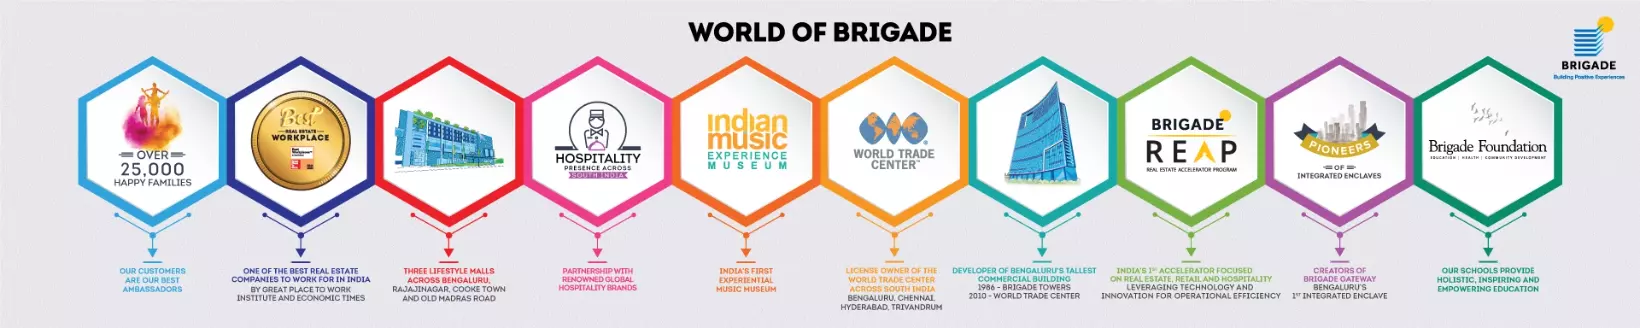 WORLD OF BRIGADE
BRIGADE
Building Positive Experiences
OVER
25,000
HAPPY FAMILIES
OUR CUSTOMERS
ARE OUR BEST
AMBASSADORS
Best
REAL ESTATE
WORKPLACE
ONE OF THE BEST REAL ESTATE
COMPANIES TO WORK FOR IN INDIA
BY GREAT PLACE TO WORK
INSTITUTE AND ECONOMIC TIMES
THREE LIFESTYLE MALLS
ACROSS BENGALURU,
RAJAJINAGAR, COOKE TOWN
AND OLD MADRAS ROAD
HOSPITALITY
PRESENCE ACROSS
SOUTH INDIA
PARTNERSHIP WITH
RENOWNED GLOBAL
HOSPITALITY BRANDS
indian
music
EXPERIENCE
MUSEUM
INDIA'S FIRST
EXPERIENTIAL
MUSIC MUSEUM
WORLD TRADE
CENTER
LICENSE OWNER OF THE
WORLD TRADE CENTER
ACROSS SOUTH INDIA
BENGALURU, CHENNAI,
HYDERABAD, TRIVANDRUM
DEVELOPER OF BENGALURU'S TALLEST
COMMERCIAL BUILDING
1986 - BRIGADE TOWERS
2010 - WORLD TRADE CENTER
BRIGADE
REAP
REAL ESTATE ACCELERATOR PROGRAM
INDIA'S 1ST ACCELERATOR FOCUSED
ON REAL ESTATE, RETAIL AND HOSPITALITY
LEVERAGING TECHNOLOGY AND
INNOVATION FOR OPERATIONAL EFFICIENCY
PIONEERS
OF
INTEGRATED ENCLAVES
CREATORS OF
BRIGADE GATEWAY
BENGALURU'S
1ST INTEGRATED ENCLAVE
Brigade Foundation
EDUCATION | HEALTH | COMMUNITY DEVELOPMENT
OUR SCHOOLS PROVIDE
HOLISTIC, INSPIRING AND
EMPOWERING EDUCATION